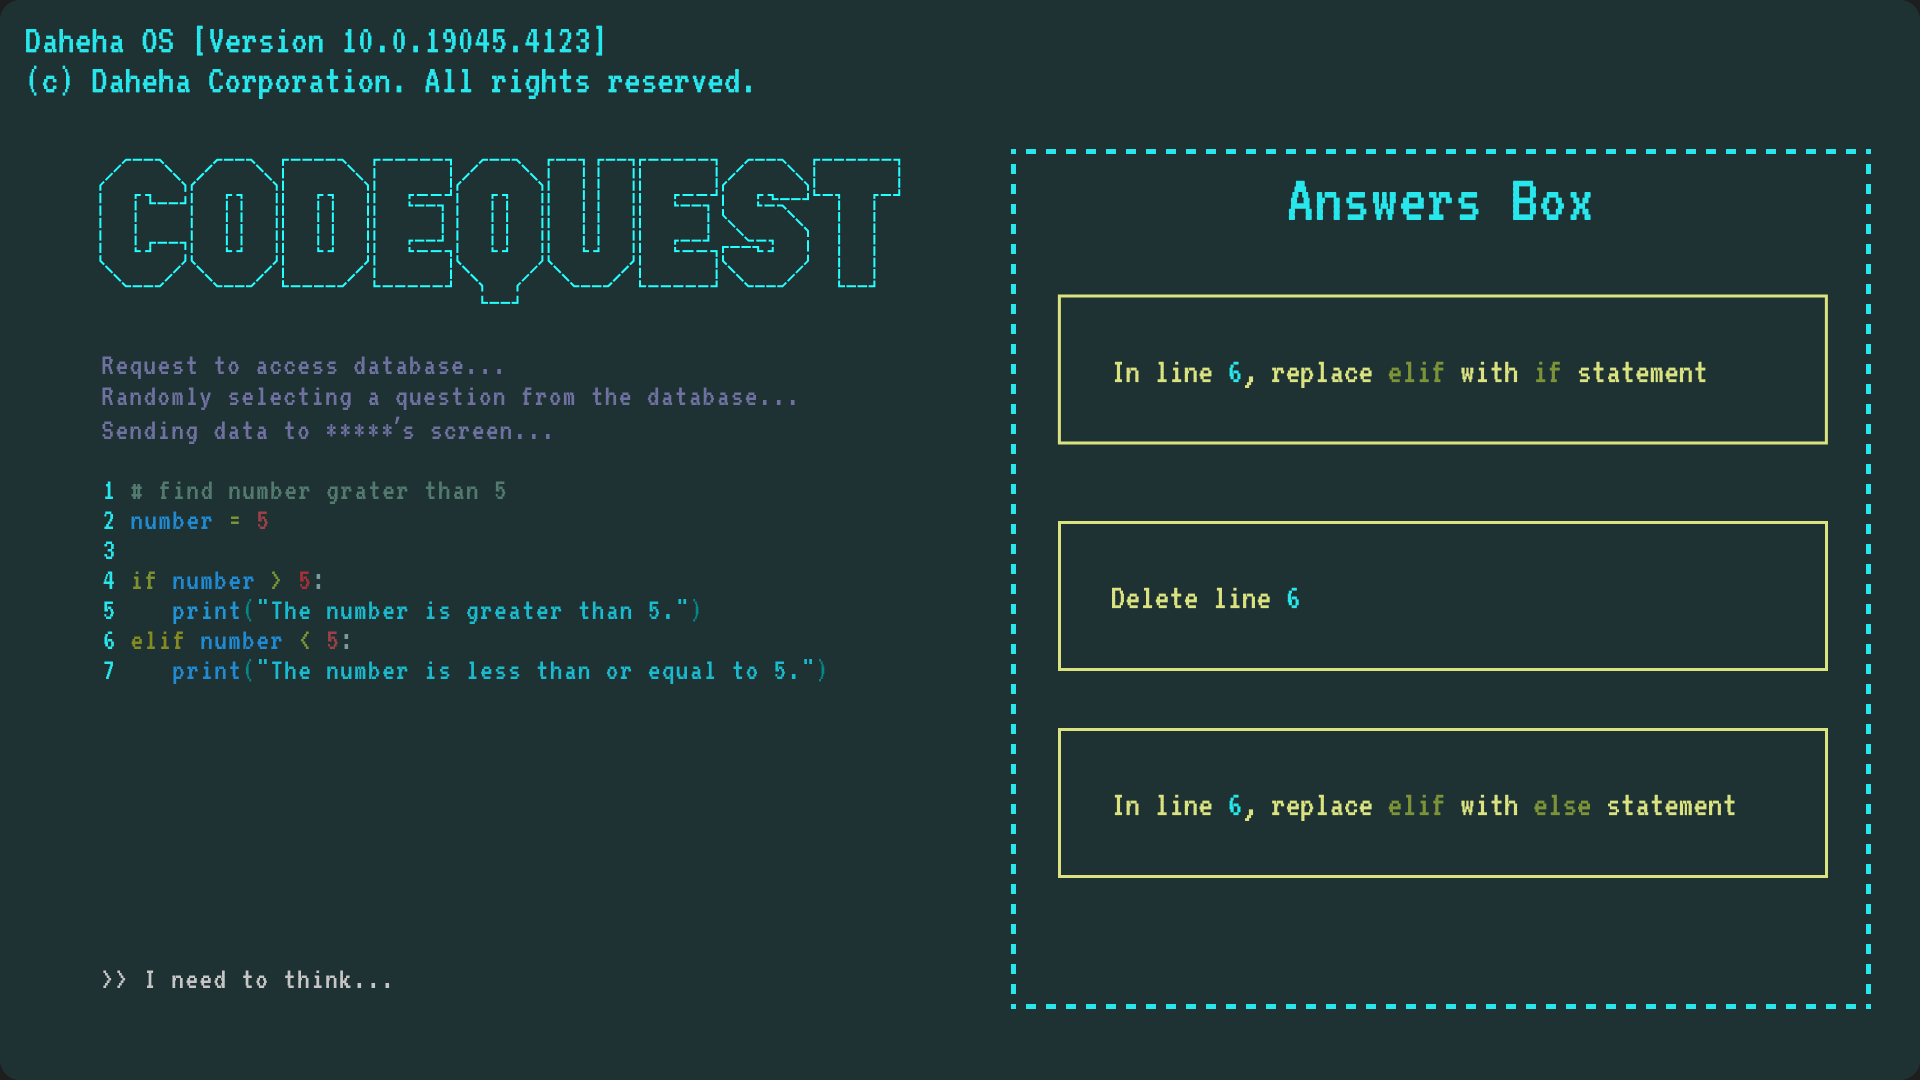 Daheha OS [Version 10.0.19045.4123]
(c) Daheha Corporation. All rights reserved.
CODEQUEST
Request to access database...
Randomly selecting a question from the database...
Sending data to *****'s screen...
1 # find number grater than 5
2 number = 5
3
4 if number > 5:
5    print("The number is greater than 5.")
6 elif number < 5:
7    print("The number is less than or equal to 5.")
>> I need to think...
Answers Box
In line 6, replace elif with if statement
Delete line 6
In line 6, replace elif with else statement